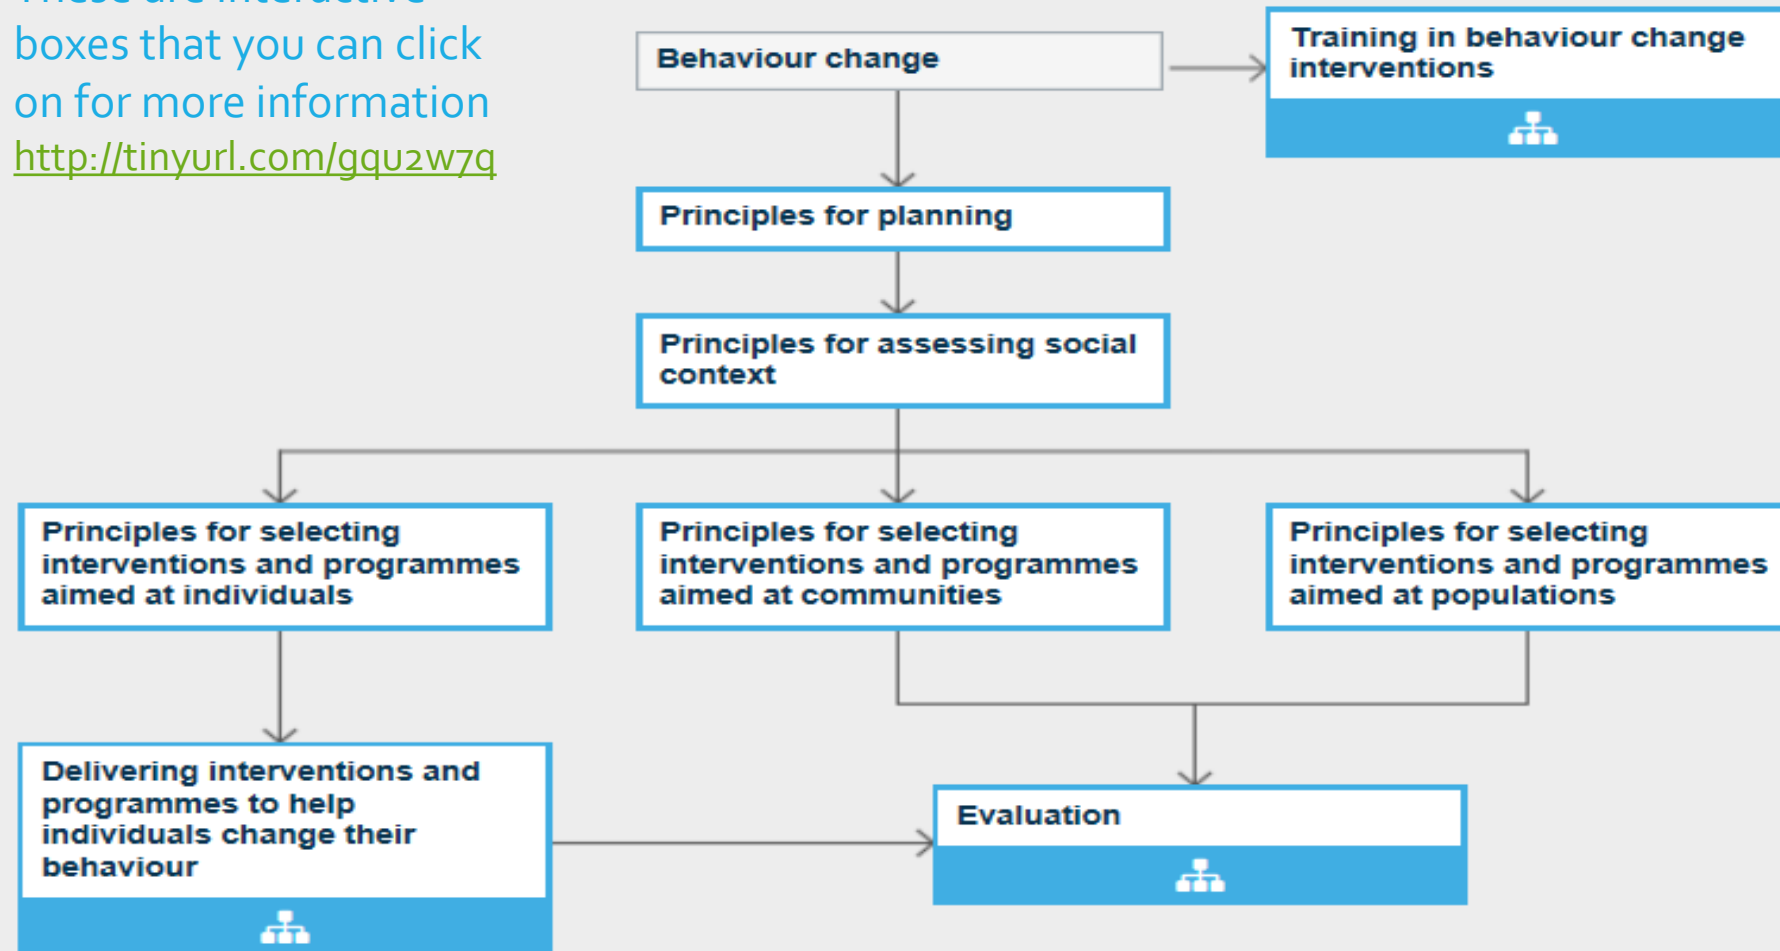 These are interactive
boxes that you can click
on for more information
http://tinyurl.com/gqu2w7q
Behaviour change
Training in behaviour change
interventions
Principles for planning
Principles for assessing social
context
Principles for selecting
interventions and programmes
aimed at individuals
Principles for selecting
interventions and programmes
aimed at communities
Principles for selecting
interventions and programmes
aimed at populations
Delivering interventions and
programmes to help
individuals change their
behaviour
Evaluation